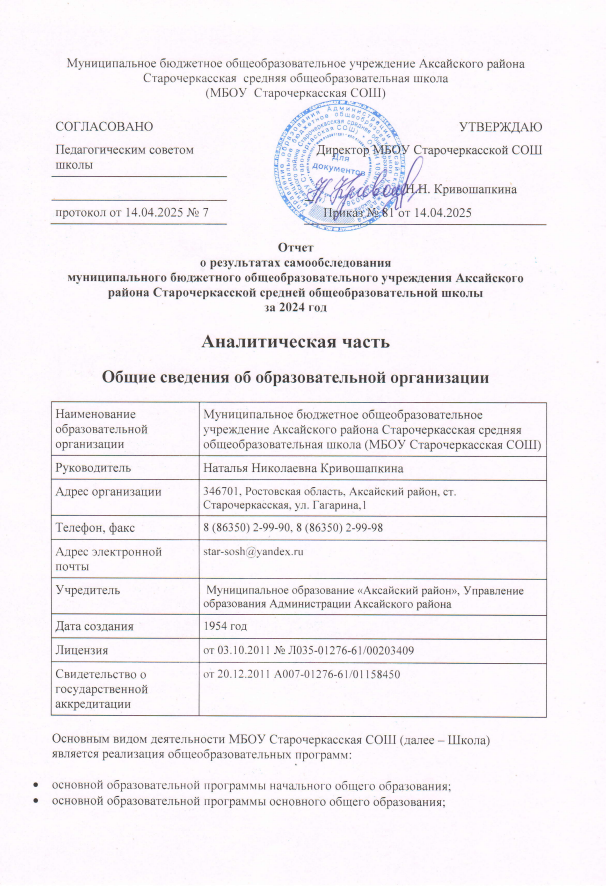 Муниципальное бюджетное общеобразовательное учреждение Аксайского района
Старочеркасская  средняя общеобразовательная школа
(МБОУ  Старочеркасская СОШ)
СОГЛАСОВАНО
УТВЕРЖДАЮ
Педагогическим советом
школы
Директор МБОУ Старочеркасской СОШ
Для
документов
Н.Н. Кривошапкина
протокол от 14.04.2025 № 7
Приказ № 81 от 14.04.2025
Отчет
о результатах самообследования
муниципального бюджетного общеобразовательного учреждения Аксайского
района Старочеркасской средней общеобразовательной школы
за 2024 год
Аналитическая часть
Общие сведения об образовательной организации
Наименование
образовательной
организации
Муниципальное бюджетное общеобразовательное
учреждение Аксайского района Старочеркасская средняя
общеобразовательная школа (МБОУ Старочеркасская СОШ)
Руководитель
Наталья Николаевна Кривошапкина
Адрес организации
346701, Ростовская область, Аксайский район, ст.
Старочеркасская, ул. Гагарина,1
Телефон, факс
8 (86350) 2-99-90, 8 (86350) 2-99-98
Адрес электронной
почты
star-sosh@yandex.ru
Учредитель
Муниципальное образование «Аксайский район», Управление
образования Администрации Аксайского района
Дата создания
1954 год
Лицензия
от 03.10.2011 № Л035-01276-61/00203409
Свидетельство о
государственной
аккредитации
от 20.12.2011 А007-01276-61/01158450
Основным видом деятельности МБОУ Старочеркасская СОШ (далее – Школа)
является реализация общеобразовательных программ:
• основной образовательной программы начального общего образования;
• основной образовательной программы основного общего образования;